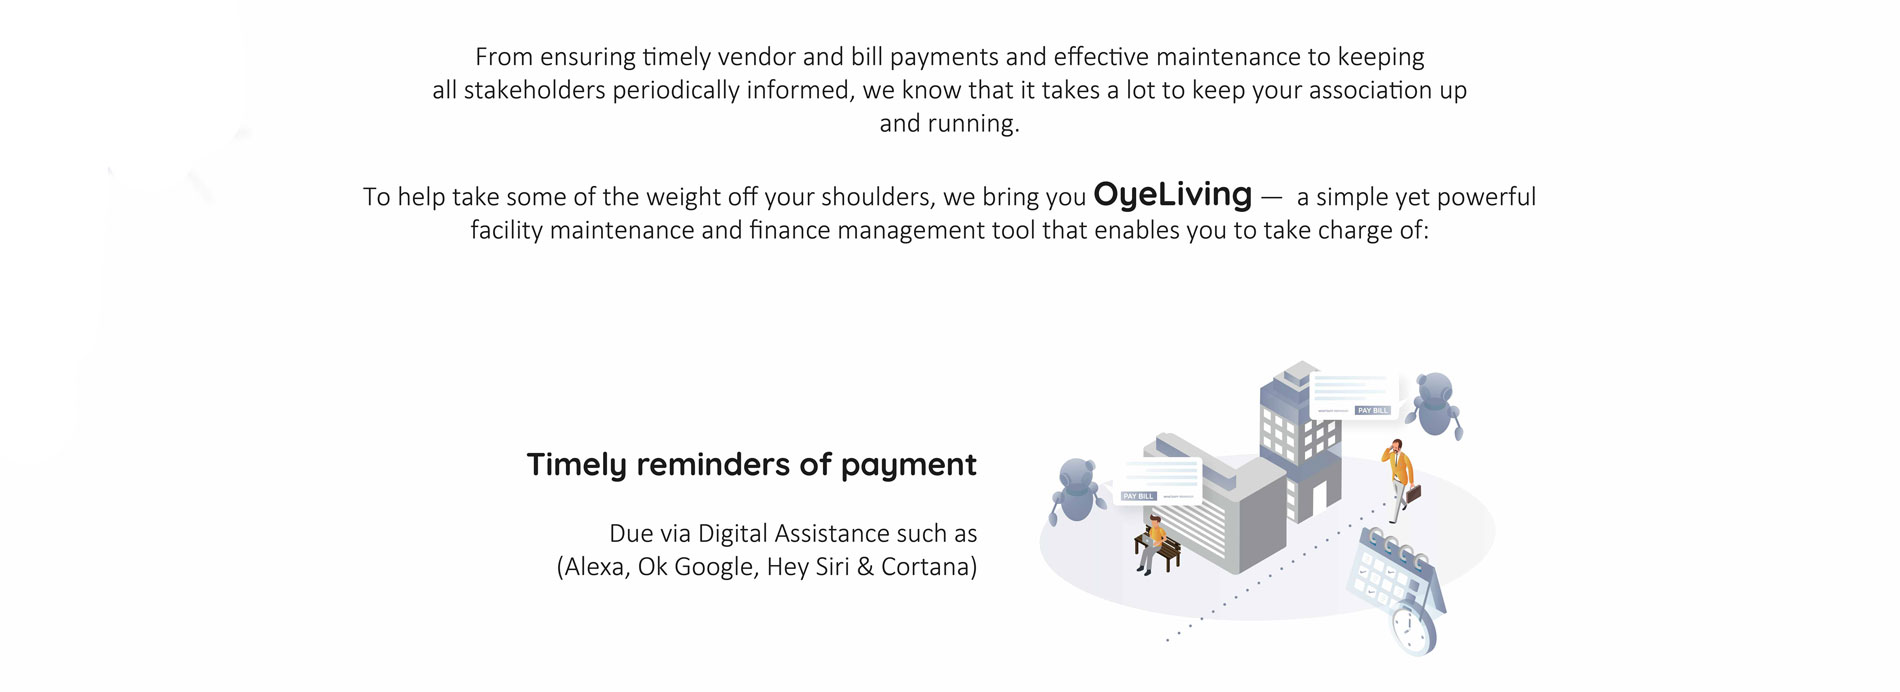 From ensuring timely vendor and bill payments and effective maintenance to keeping
all stakeholders periodically informed, we know that it takes a lot to keep your association up
and running.
To help take some of the weight off your shoulders, we bring you OyeLiving — a simple yet powerful
facility maintenance and finance management tool that enables you to take charge of:
PAY BILL
Timely reminders of payment
PAY BILL
Due via Digital Assistance such as
(Alexa, Ok Google, Hey Siri & Cortana)